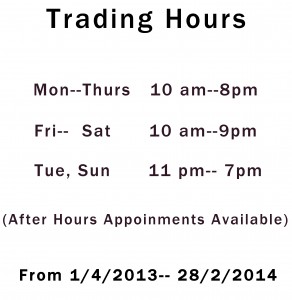 Trading Hours
Mon--Thurs 10 am--8pm
Fri-- Sat 10 am--9pm
Tue, Sun 11 pm-- 7pm
(After Hours Appoinments Available)
From 1/4/2013-- 28/2/2014